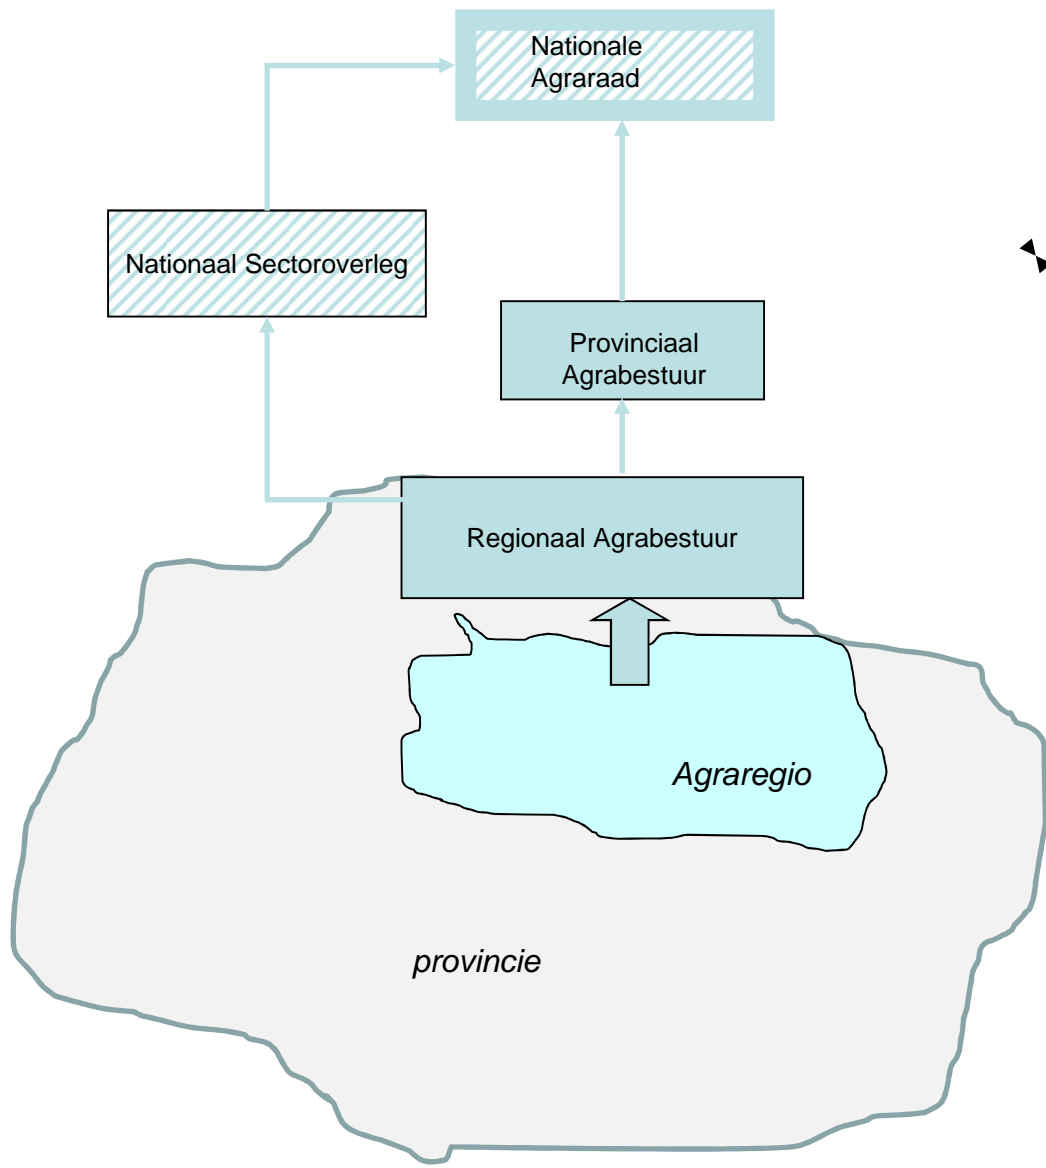 Nationale
Agraraad
Nationaal Sectoroverleg
Provinciaal
Agrabestuur
Regionaal Agrabestuur
Agraregio
provincie